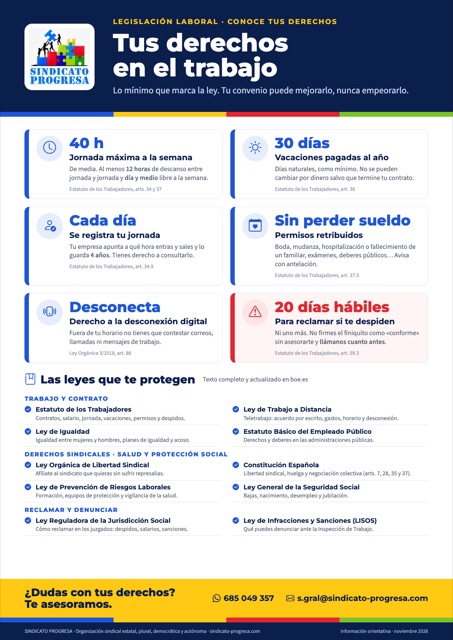 LEGISLACIÓN LABORAL · CONOCE TUS DERECHOS
Tus derechos
en el trabajo
Lo mínimo que marca la ley. Tu convenio puede mejorarlo, nunca empeorarlo.
SINDICATO
PROGRESA
40 h
Jornada máxima a la semana
De media. Al menos 12 horas de descanso entre
jornada y jornada y día y medio libre a la semana.
Estatuto de los Trabajadores, arts. 34 y 37
30 días
Vacaciones pagadas al año
Días naturales, como mínimo. No se pueden
cambiar por dinero salvo que termine tu contrato.
Estatuto de los Trabajadores, art. 38
Cada día
Se registra tu jornada
Tu empresa apunta a qué hora entras y sales y lo
guarda 4 años. Tienes derecho a consultarlo.
Estatuto de los Trabajadores, art. 34.9
Sin perder sueldo
Permisos retribuidos
Boda, mudanza, hospitalización o fallecimiento de
un familiar, exámenes, deberes públicos… Avisa
con antelación.
Estatuto de los Trabajadores, art. 37.3
Desconecta
Derecho a la desconexión digital
Fuera de tu horario no tienes que contestar correos,
llamadas ni mensajes de trabajo.
Ley Orgánica 3/2018, art. 88
20 días hábiles
Para reclamar si te despiden
Ni uno más. No firmes el finiquito como «conforme»
sin asesorarte y llámanos cuanto antes.
Estatuto de los Trabajadores, art. 59.3
Las leyes que te protegen Texto completo y actualizado en boe.es
TRABAJO Y CONTRATO
Estatuto de los Trabajadores
Contratos, salario, jornada, vacaciones, permisos y despidos.
Ley de Trabajo a Distancia
Teletrabajo: acuerdo por escrito, gastos, horario y desconexión.
Ley de Igualdad
Igualdad entre mujeres y hombres, planes de igualdad y acoso.
Estatuto Básico del Empleado Público
Derechos y deberes en las administraciones públicas.
DERECHOS SINDICALES · SALUD Y PROTECCIÓN SOCIAL
Ley Orgánica de Libertad Sindical
Afíliate al sindicato que quieras sin sufrir represalias.
Constitución Española
Libertad sindical, huelga y negociación colectiva (arts. 7, 28, 35 y 37).
Ley de Prevención de Riesgos Laborales
Formación, equipos de protección y vigilancia de la salud.
Ley General de la Seguridad Social
Bajas, nacimiento, desempleo y jubilación.
RECLAMAR Y DENUNCIAR
Ley Reguladora de la Jurisdicción Social
Cómo reclamar en los juzgados: despidos, salarios, sanciones.
Ley de Infracciones y Sanciones (LISOS)
Qué puedes denunciar ante la Inspección de Trabajo.
¿Dudas con tus derechos?
Te asesoramos.
685 049 357
s.gral@sindicato-progresa.com
SINDICATO PROGRESA · Organización sindical estatal, plural, democrática y autónoma · sindicato-progresa.com
Información orientativa · noviembre 2026